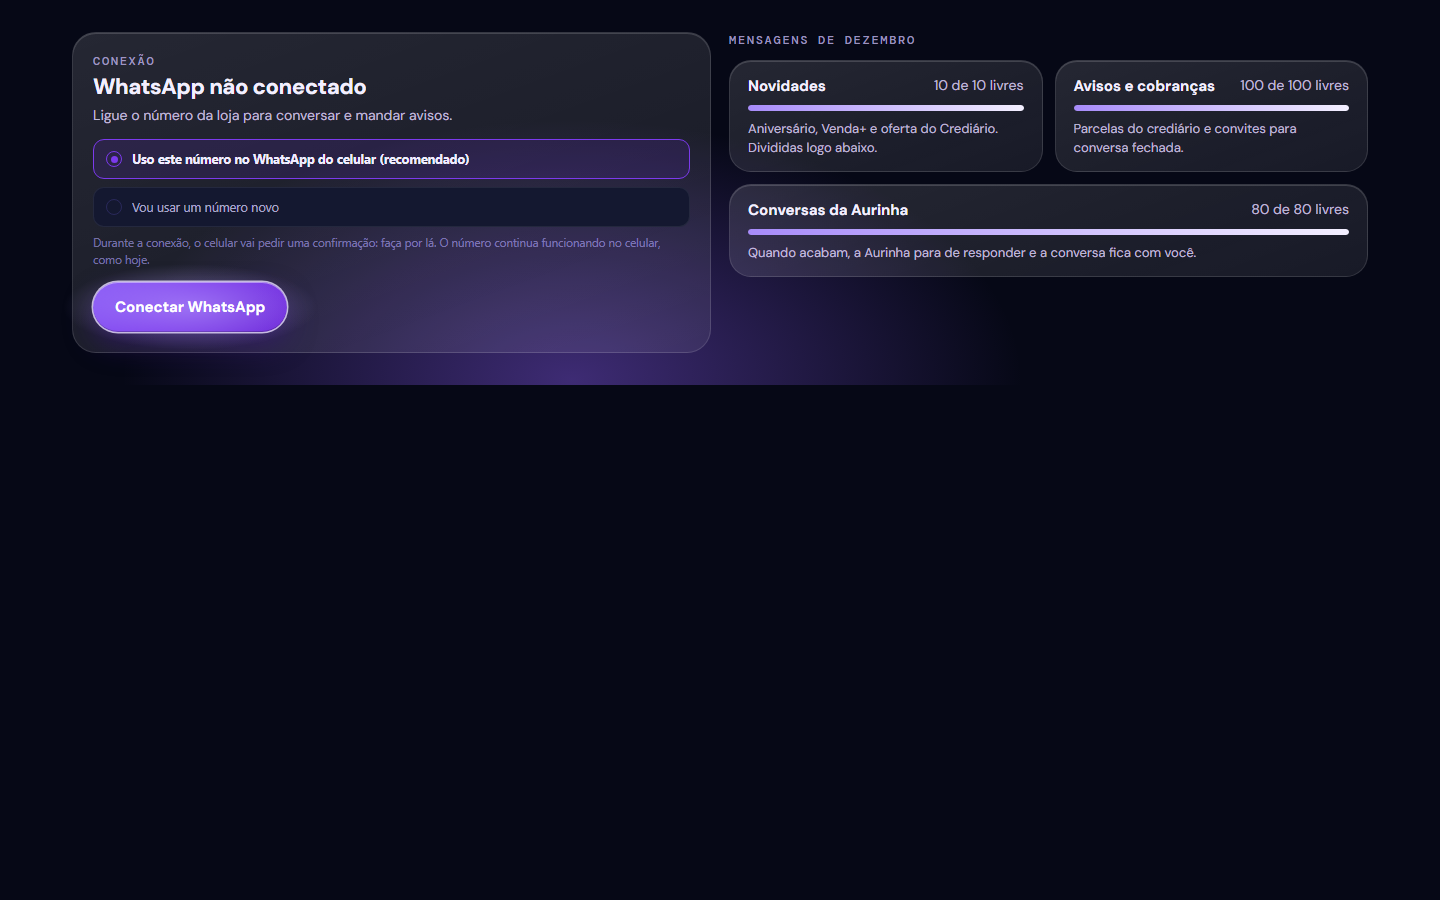 CONEXÃO
WhatsApp não conectado
Ligue o número da loja para conversar e mandar avisos.
Uso este número no WhatsApp do celular (recomendado)
Vou usar um número novo
Durante a conexão, o celular vai pedir uma confirmação: faça por lá. O número continua funcionando no celular,
como hoje.
Conectar WhatsApp
MENSAGENS DE DEZEMBRO
Novidades 10 de 10 livres
Aniversário, Venda+ e oferta do Crediário.
Divididas logo abaixo.
Avisos e cobranças 100 de 100 livres
Parcelas do crediário e convites para
conversa fechada.
Conversas da Aurinha 80 de 80 livres
Quando acabam, a Aurinha para de responder e a conversa fica com você.